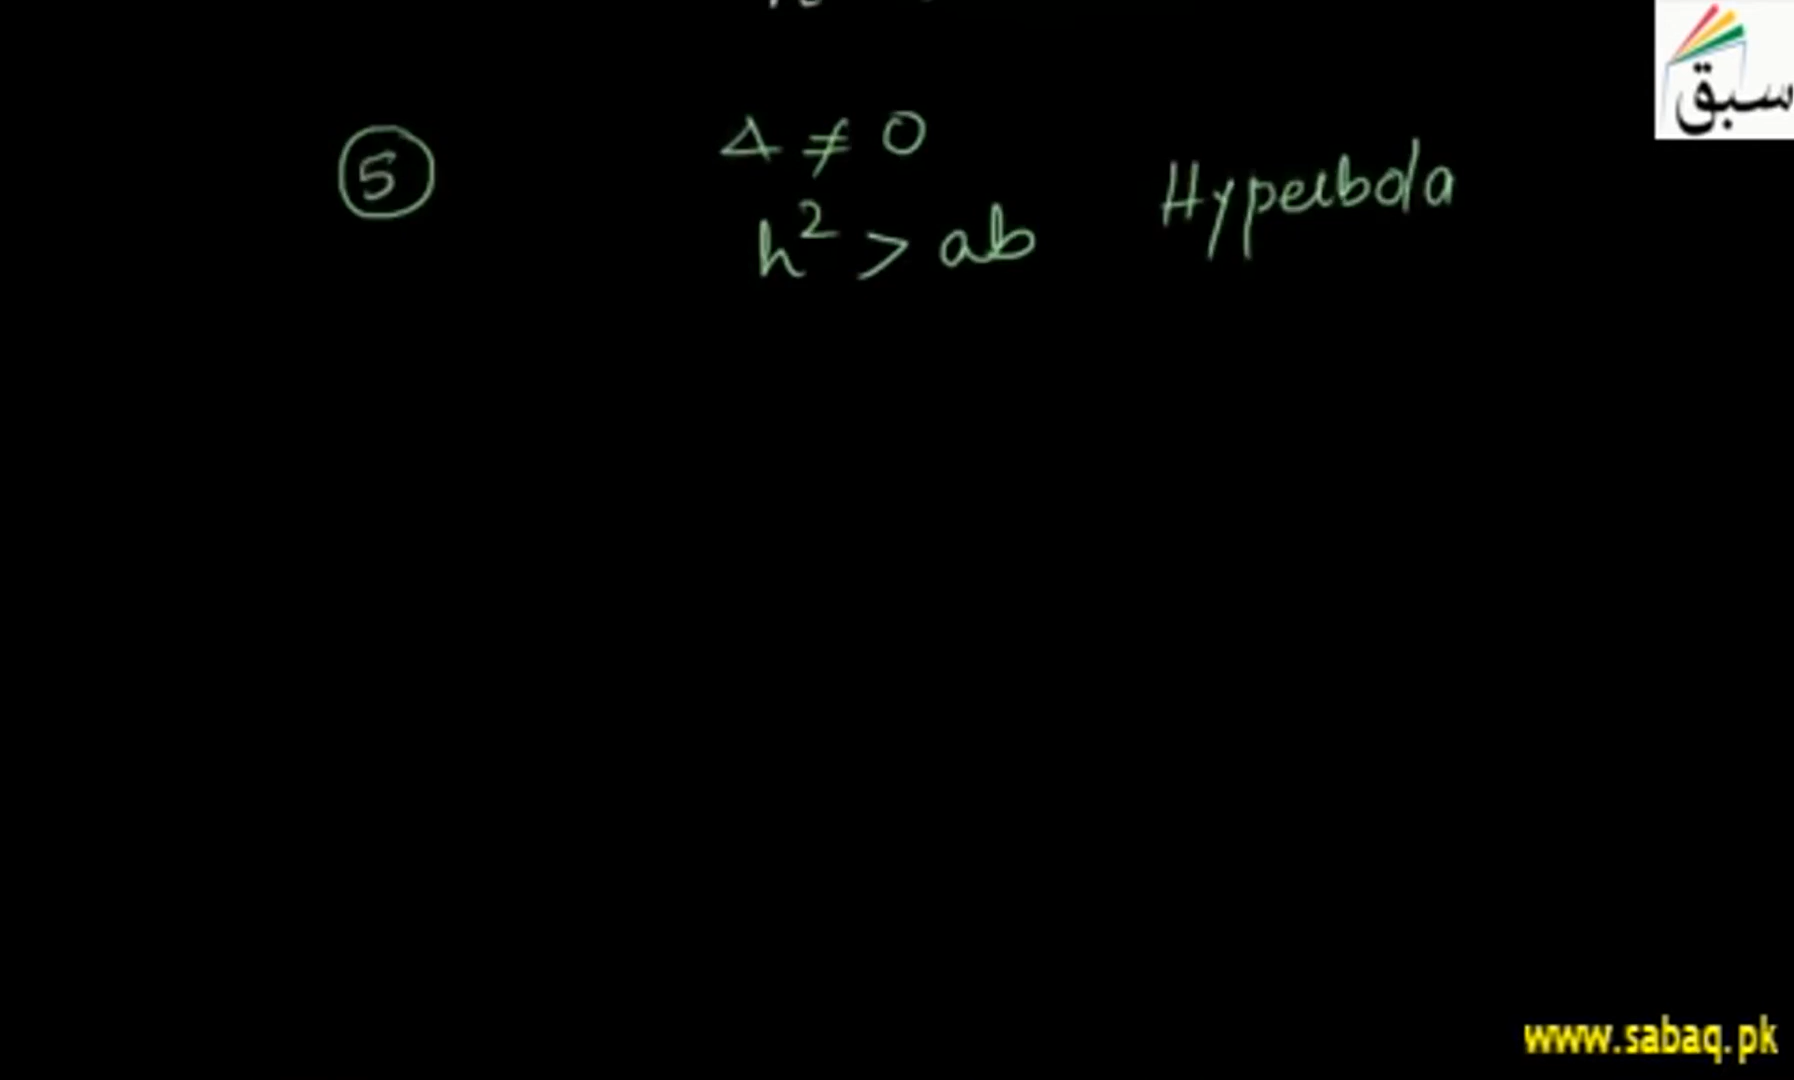 سبق
⑤
Δ ≠ 0
h² > ab
Hyperbola
www.sabaq.pk